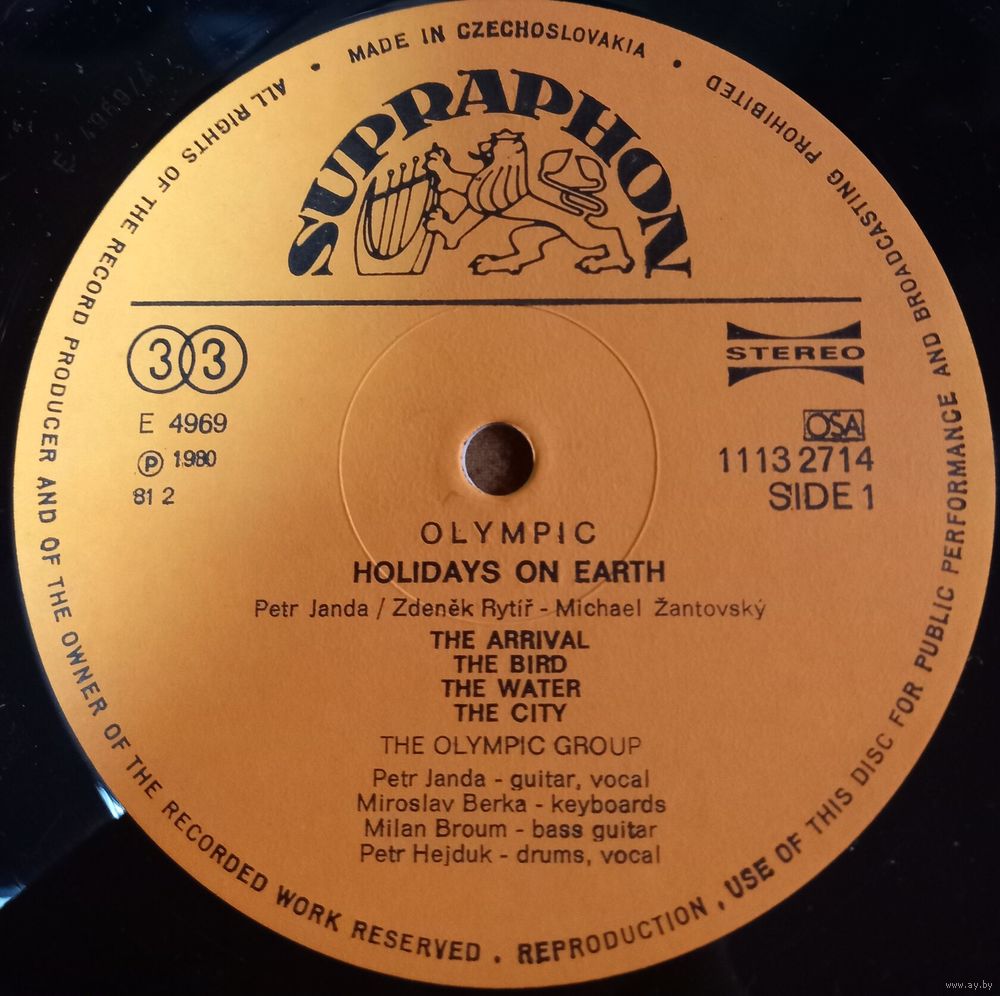 MADE IN CZECHOSLOVAKIA
ALL RIGHTS OF THE RECORD PRODUCER AND OF THE OWNER OF THE RECORDED WORK RESERVED . REPRODUCTION , USE OF THIS DISC FOR PUBLIC PERFORMANCE AND BROADCASTING PROHIBITED
SUPRAPHON
33
STEREO
E 4969
OSA
Ⓟ 1980
1113 2714
81 2
SIDE 1
OLYMPIC
HOLIDAYS ON EARTH
Petr Janda / Zdeněk Rytíř - Michael Žantovský
THE ARRIVAL
THE BIRD
THE WATER
THE CITY
THE OLYMPIC GROUP
Petr Janda - guitar, vocal
Miroslav Berka - keyboards
Milan Broum - bass guitar
Petr Hejduk - drums, vocal
www.ay.by